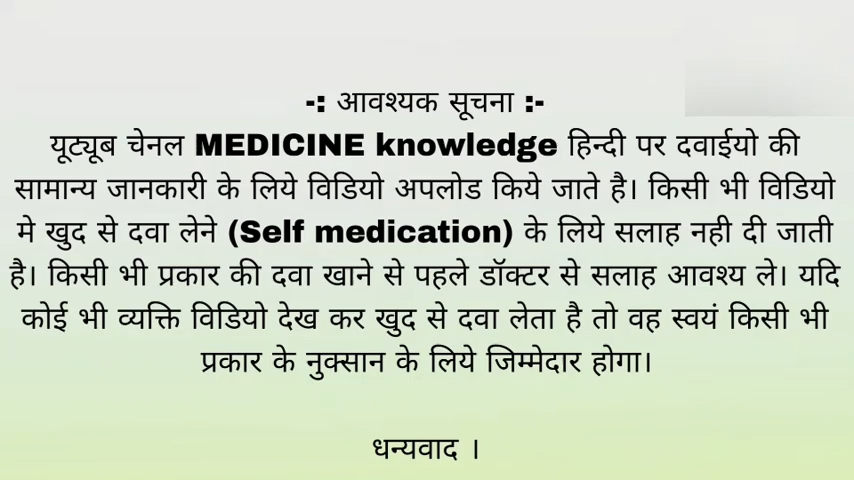 -: आवश्यक सूचना :-
यूट्यूब चेनल MEDICINE knowledge हिन्दी पर दवाईयो की
सामान्य जानकारी के लिये विडियो अपलोड किये जाते है। किसी भी विडियो
मे खुद से दवा लेने (Self medication) के लिये सलाह नही दी जाती
है। किसी भी प्रकार की दवा खाने से पहले डॉक्टर से सलाह आवश्य ले। यदि
कोई भी व्यक्ति विडियो देख कर खुद से दवा लेता है तो वह स्वयं किसी भी
प्रकार के नुक्सान के लिये जिम्मेदार होगा।
धन्यवाद ।